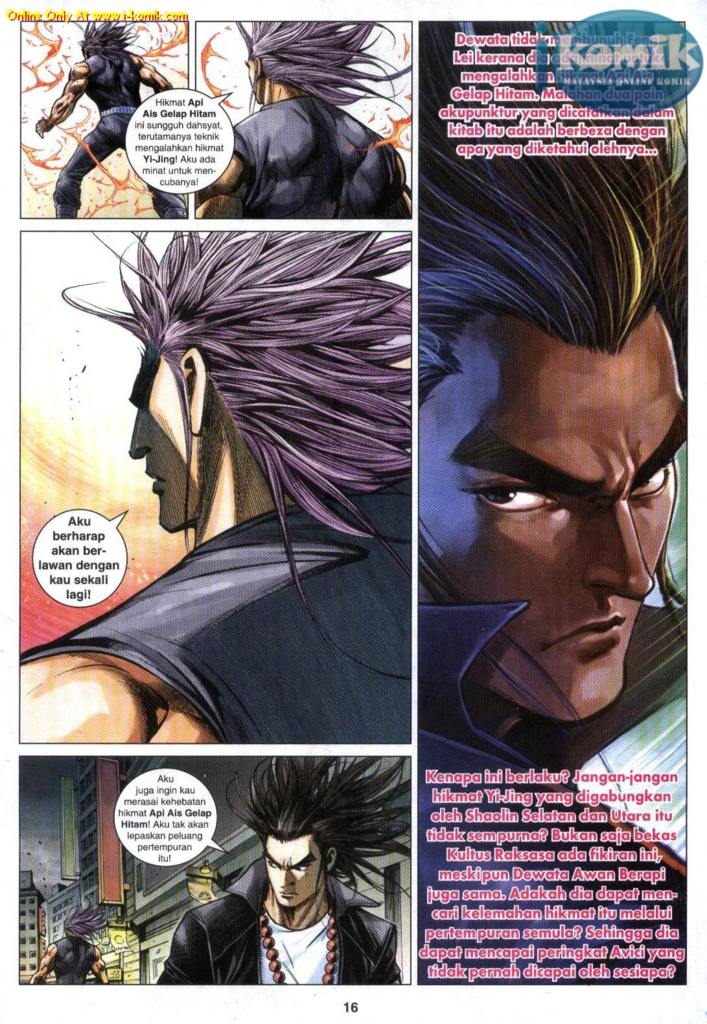 Online Only At www.i-komik.com
Hikmat Api
Ais Gelap Hitam
ini sungguh dahsyat,
terutamanya teknik
mengalahkan hikmat
Yi-Jing! Aku ada
minat untuk men-
cubanya!
Dewata tidak membunuh Feng
Lei kerana dia
mengalahkan
Gelap Hitam. Malahan dua poin
akupunktur yang dicatatkan dalam
kitab itu adalah berbeza dengan
apa yang diketahui olehnya...
iKomik
MALAYSIA ONLINE KOMIK
Aku
berharap
akan ber-
lawan dengan
kau sekali
lagi!
Aku
juga ingin kau
merasai kehebatan
hikmat Api Ais Gelap
Hitam! Aku tak akan
lepaskan peluang
pertempuran
itu!
Kenapa ini berlaku? Jangan-jangan
hikmat Yi-Jing yang digabungkan
oleh Shaolin Selatan dan Utara itu
tidak sempurna? Bukan saja bekas
Kultus Raksasa ada fikiran ini,
meskipun Dewata Awan Berapi
juga sama. Adakah dia dapat men-
cari kelemahan hikmat itu melalui
pertempuran semula? Sehingga dia
dapat mencapai peringkat Avici yang
tidak pernah dicapai oleh sesiapa?
16